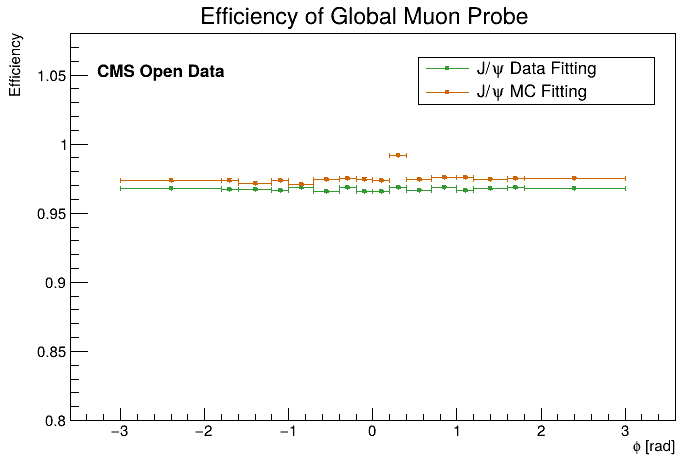 Efficiency of Global Muon Probe
Efficiency
CMS Open Data
J/ψ Data Fitting
J/ψ MC Fitting
1.05
1
0.95
0.9
0.85
0.8
−3 −2 −1 0 1 2 3
ϕ [rad]